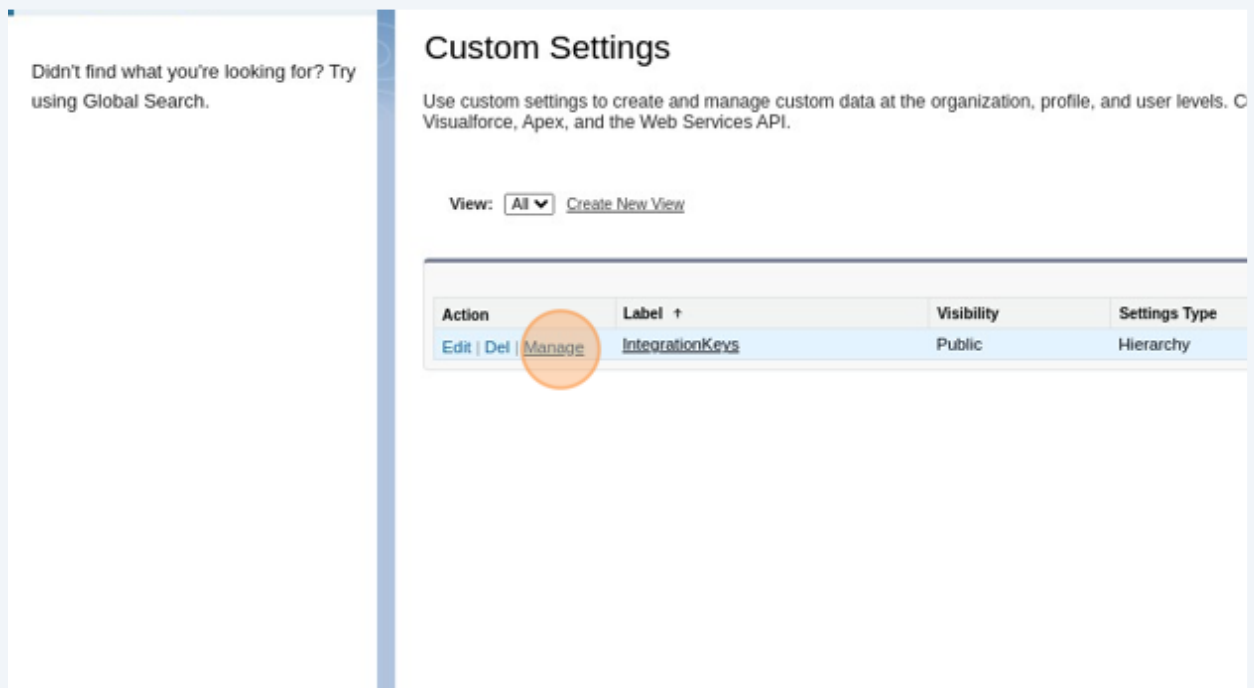 Didn't find what you're looking for? Try
using Global Search.
Custom Settings
Use custom settings to create and manage custom data at the organization, profile, and user levels. C
Visualforce, Apex, and the Web Services API.
View: All Create New View
Action Label ↑ Visibility Settings Type
Edit | Del | Manage IntegrationKeys Public Hierarchy